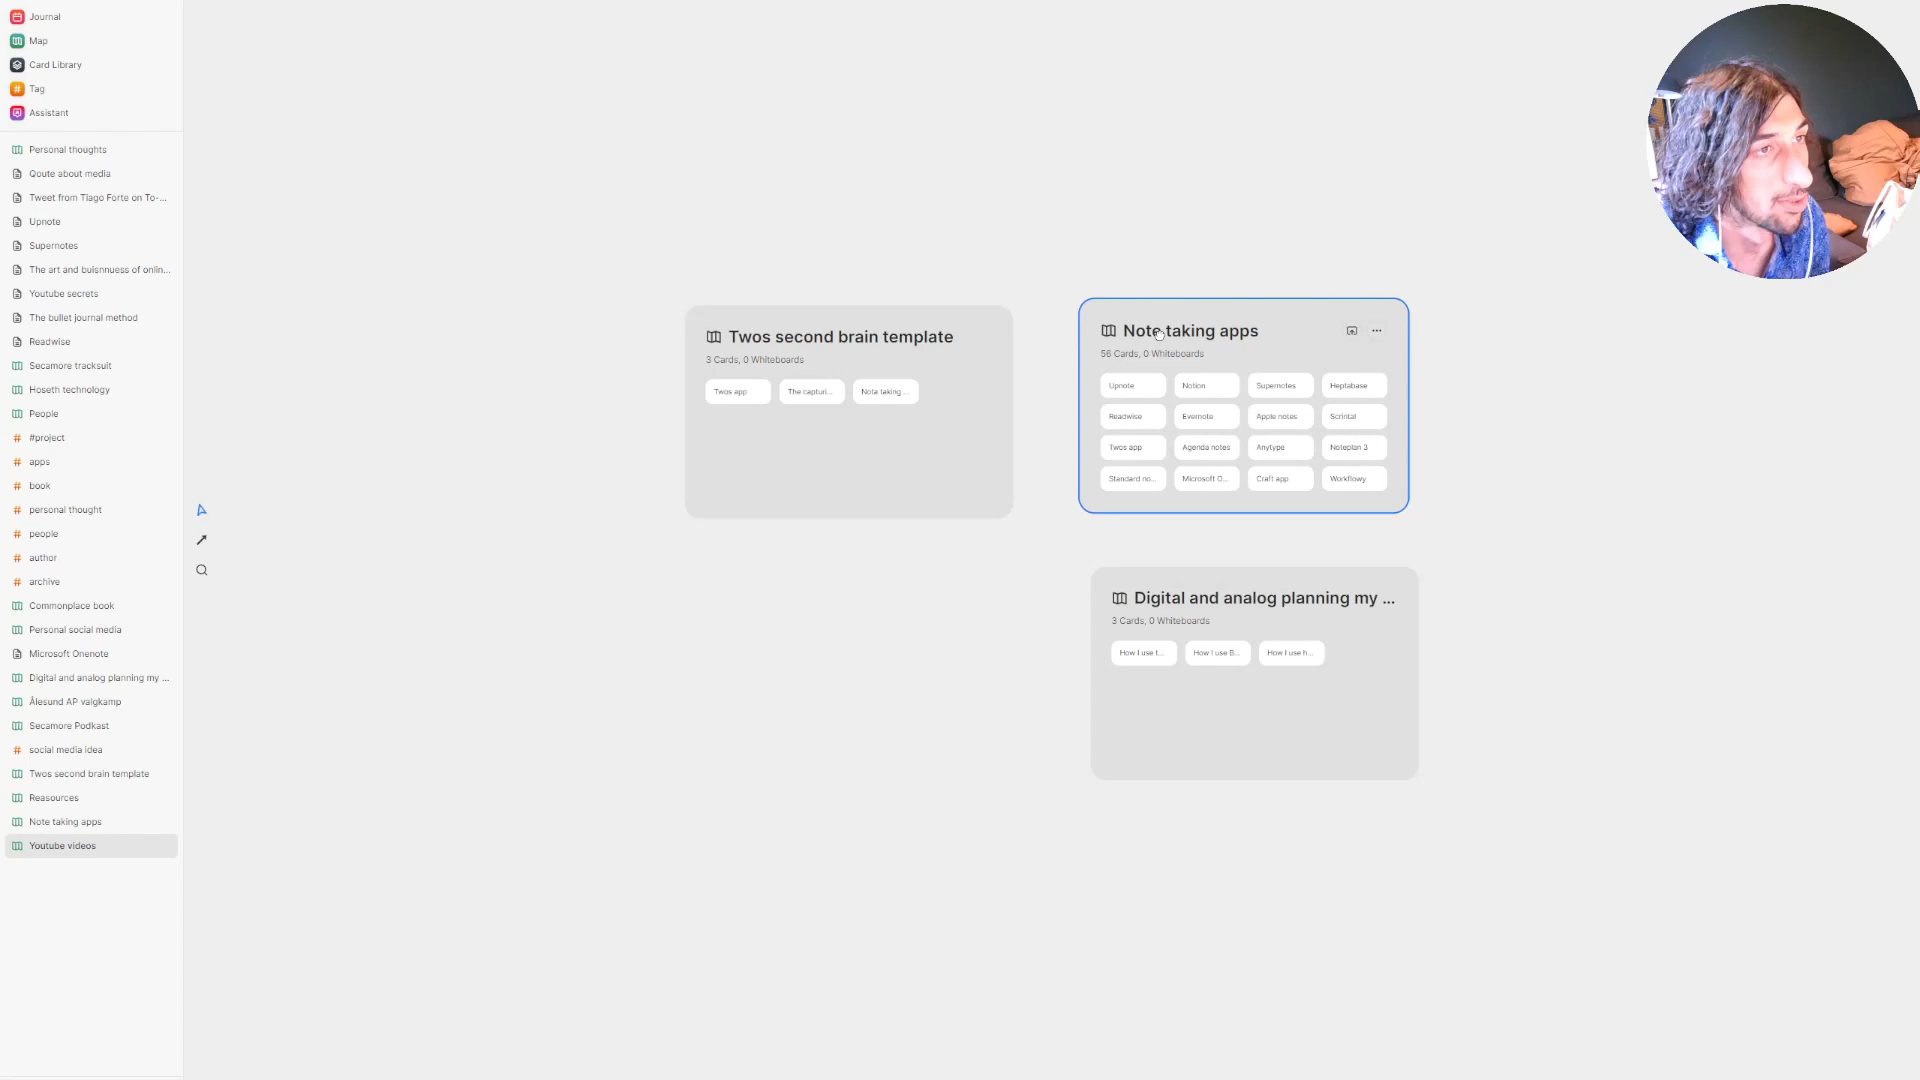 Journal
Map
Card Library
Tag
Assistant
Personal thoughts
Qoute about media
Tweet from Tiago Forte on To-...
Upnote
Supernotes
The art and buisnnuess of onlin...
Youtube secrets
The bullet journal method
Readwise
Secamore tracksuit
Hoseth technology
People
#project
apps
book
personal thought
people
author
archive
Commonplace book
Personal social media
Microsoft Onenote
Digital and analog planning my ...
Ålesund AP valgkamp
Secamore Podkast
social media idea
Twos second brain template
Reasources
Note taking apps
Youtube videos
Twos second brain template
3 Cards, 0 Whiteboards
Twos app The capturi... Nota taking ...
Note taking apps
56 Cards, 0 Whiteboards
Upnote Notion Supernotes Heptabase
Readwise Evernote Apple notes Scrintal
Twos app Agenda notes Anytype Noteplan 3
Standard no... Microsoft O... Craft app Workflowy
Digital and analog planning my ...
3 Cards, 0 Whiteboards
How I use t... How I use B... How I use h...